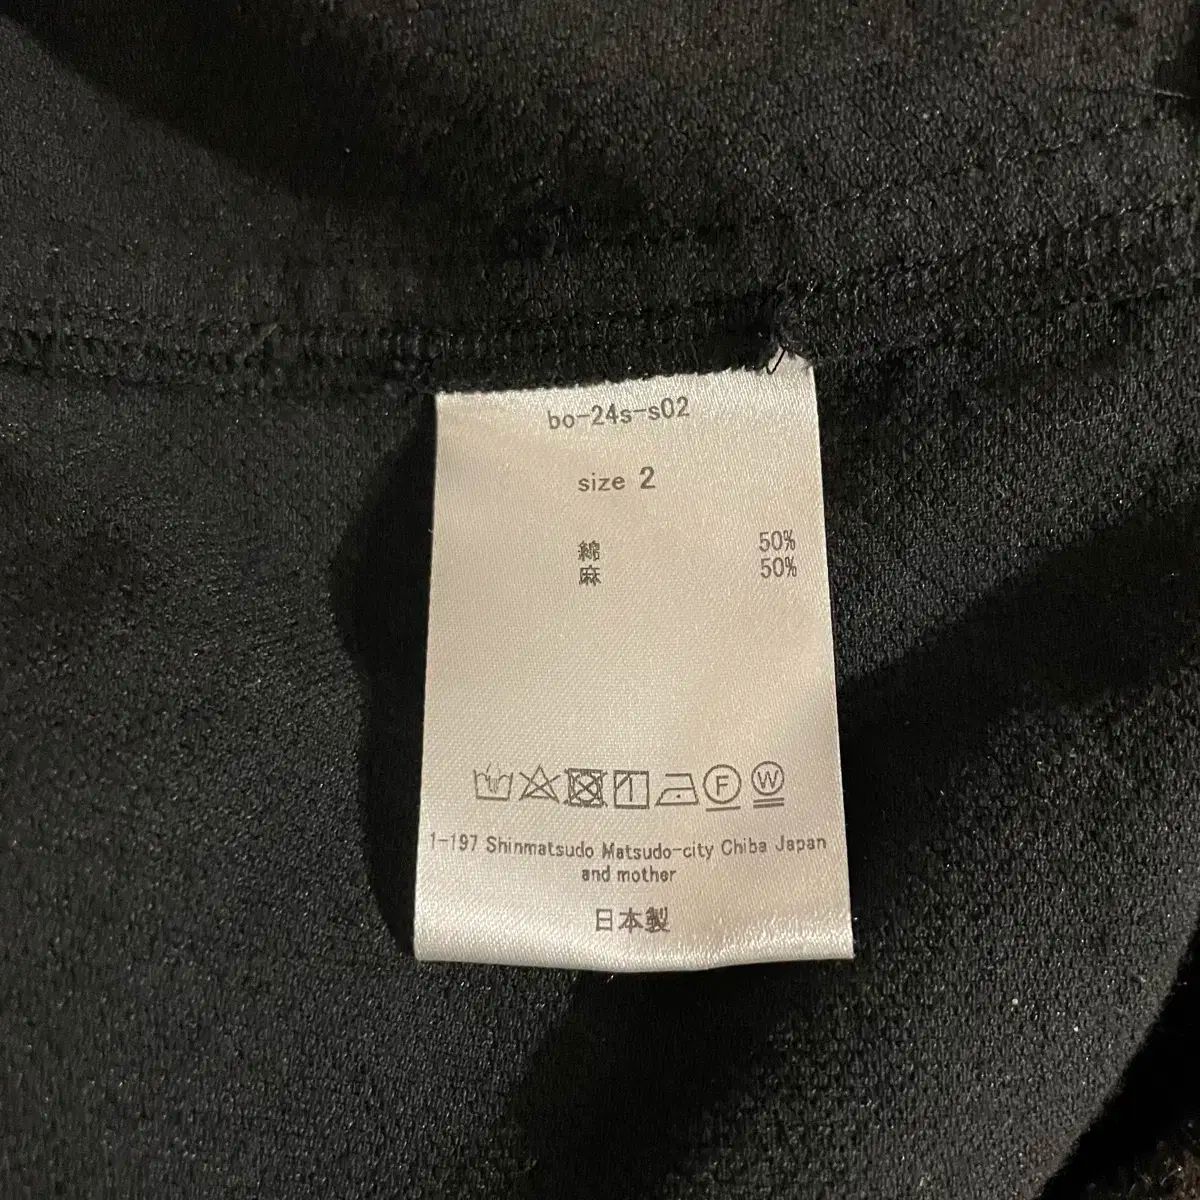 bo-24s-s02
size 2
綿 50%
麻 50%
F W
1-197 Shinmatsudo Matsudo-city Chiba Japan
and mother
日本製